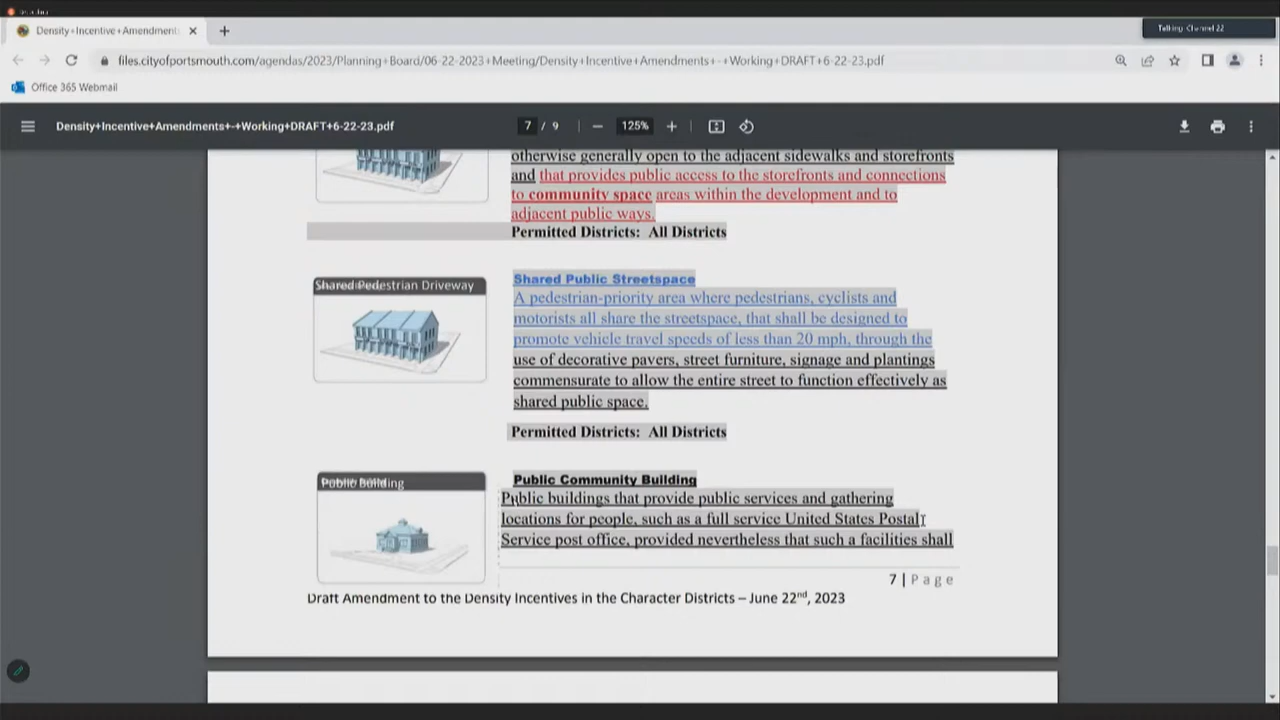 Density+Incentive+Amendment
Talking: Channel 22
files.cityofportsmouth.com/agendas/2023/Planning+Board/06-22-2023+Meeting/Density+Incentive+Amendments+-+Working+DRAFT+6-22-23.pdf
Office 365 Webmail
Density+Incentive+Amendments+-+Working+DRAFT+6-22-23.pdf
7 / 9
125%
otherwise generally open to the adjacent sidewalks and storefronts
and that provides public access to the storefronts and connections
to community space areas within the development and to
adjacent public ways.
Permitted Districts: All Districts
Shared Pedestrian Driveway
Shared Public Streetspace
A pedestrian-priority area where pedestrians, cyclists and
motorists all share the streetspace, that shall be designed to
promote vehicle travel speeds of less than 20 mph, through the
use of decorative pavers, street furniture, signage and plantings
commensurate to allow the entire street to function effectively as
shared public space.
Permitted Districts: All Districts
Public Building
Public Community Building
Public buildings that provide public services and gathering
locations for people, such as a full service United States Postal
Service post office, provided nevertheless that such a facilities shall
7 | Page
Draft Amendment to the Density Incentives in the Character Districts – June 22nd, 2023